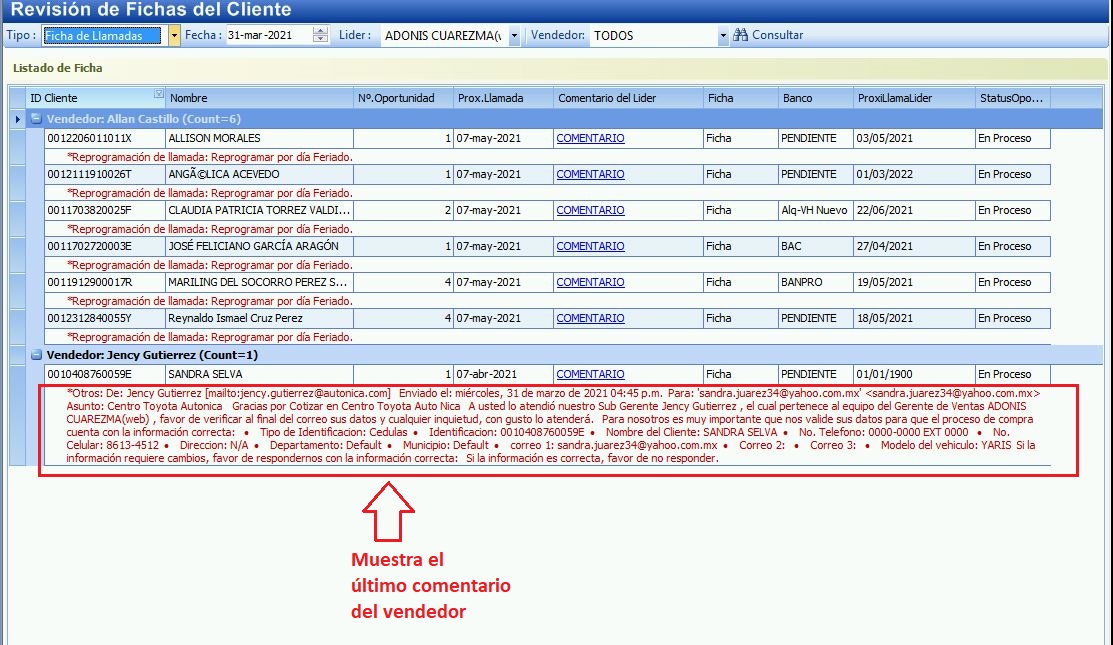 Revisión de Fichas del Cliente
Tipo : Ficha de Llamadas Fecha : 31-mar -2021 Lider : ADONIS CUAREZMA(\ Vendedor: TODOS Consultar
Listado de Ficha
ID Cliente Nombre Nº.Oportunidad Prox.Llamada Comentario del Lider Ficha Banco ProxiLlamaLider StatusOpo...
Vendedor: Allan Castillo (Count=6)
0012206011011X ALLISON MORALES 1 07-may-2021 COMENTARIO Ficha PENDIENTE 03/05/2021 En Proceso
*Reprogramación de llamada: Reprogramar por día Feriado.
0012111910026T ANGÃ©LICA ACEVEDO 1 07-may-2021 COMENTARIO Ficha PENDIENTE 01/03/2022 En Proceso
*Reprogramación de llamada: Reprogramar por día Feriado.
0011703820025F CLAUDIA PATRICIA TORREZ VALDI... 2 07-may-2021 COMENTARIO Ficha Alq-VH Nuevo 22/06/2021 En Proceso
*Reprogramación de llamada: Reprogramar por día Feriado.
0011702720003E JOSÉ FELICIANO GARCÍA ARAGÓN 1 07-may-2021 COMENTARIO Ficha BAC 27/04/2021 En Proceso
*Reprogramación de llamada: Reprogramar por día Feriado.
0011912900017R MARILING DEL SOCORRO PEREZ S... 4 07-may-2021 COMENTARIO Ficha BANPRO 19/05/2021 En Proceso
*Reprogramación de llamada: Reprogramar por día Feriado.
0012312840055Y Reynaldo Ismael Cruz Perez 4 07-may-2021 COMENTARIO Ficha PENDIENTE 18/05/2021 En Proceso
*Reprogramación de llamada: Reprogramar por día Feriado.
Vendedor: Jency Gutierrez (Count=1)
0010408760059E SANDRA SELVA 1 07-abr-2021 COMENTARIO Ficha PENDIENTE 01/01/1900 En Proceso
*Otros: De: Jency Gutierrez [mailto:jency.gutierrez@autonica.com] Enviado el: miércoles, 31 de marzo de 2021 04:45 p.m. Para: 'sandra.juarez34@yahoo.com.mx' <sandra.juarez34@yahoo.com.mx>
Asunto: Centro Toyota Autonica Gracias por Cotizar en Centro Toyota Auto Nica A usted lo atendió nuestro Sub Gerente Jency Gutierrez , el cual pertenece al equipo del Gerente de Ventas ADONIS
CUAREZMA(web) , favor de verificar al final del correo sus datos y cualquier inquietud, con gusto lo atenderá. Para nosotros es muy importante que nos valide sus datos para que el proceso de compra
cuenta con la información correcta: • Tipo de Identificacion: Cedulas • Identificacion: 0010408760059E • Nombre del Cliente: SANDRA SELVA • No. Telefono: 0000-0000 EXT 0000 • No.
Celular: 8613-4512 • Direccion: N/A • Departamento: Default • Municipio: Default • correo 1: sandra.juarez34@yahoo.com.mx • Correo 2: • Correo 3: • Modelo del vehiculo: YARIS Si la
información requiere cambios, favor de respondernos con la información correcta: Si la información es correcta, favor de no responder.
Muestra el
último comentario
del vendedor